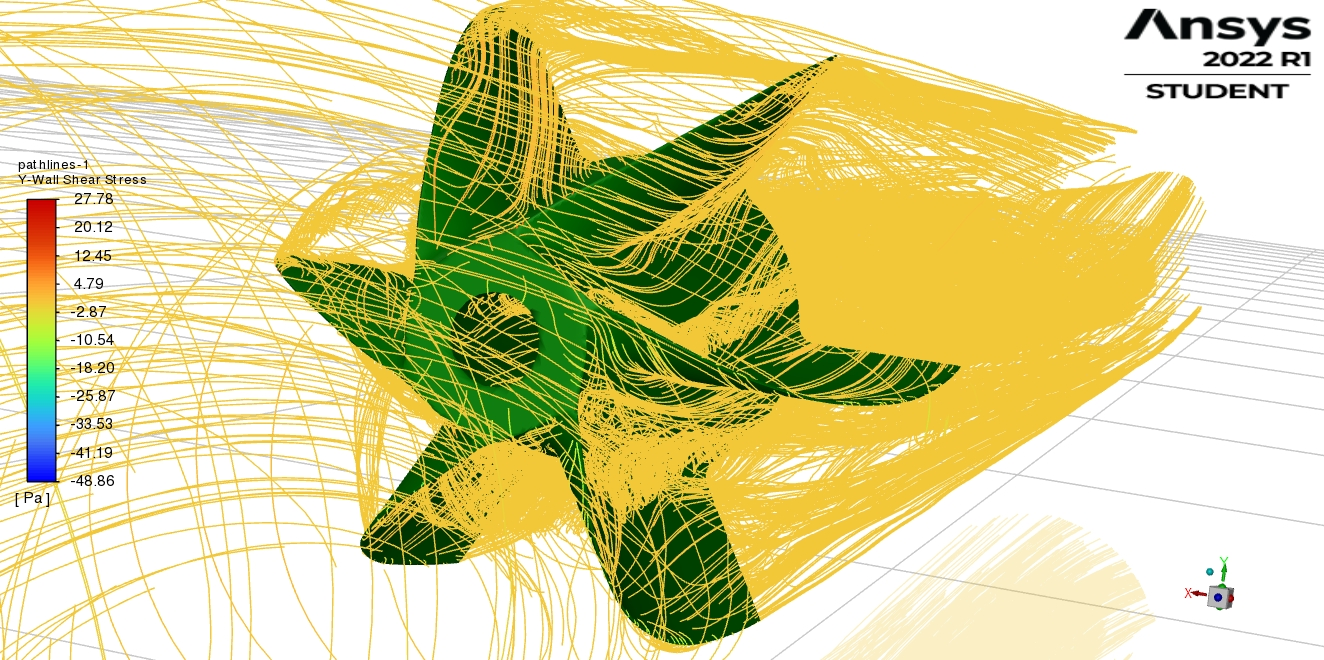 Ansys
2022 R1
STUDENT
pathlines-1
Y-Wall Shear Stress
27.78
20.12
12.45
4.79
-2.87
-10.54
-18.20
-25.87
-33.53
-41.19
-48.86
[ Pa ]
Y
X